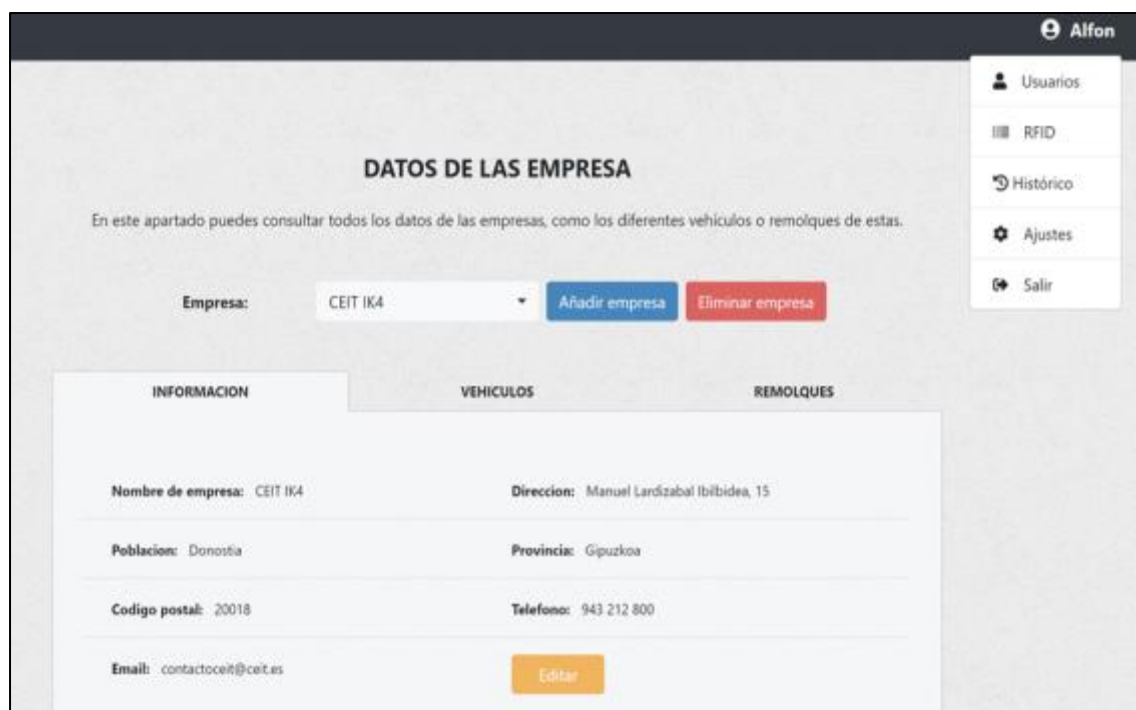 Alfon
Usuarios
RFID
Histórico
Ajustes
Salir
DATOS DE LAS EMPRESA
En este apartado puedes consultar todos los datos de las empresas, como los diferentes vehículos o remolques de estas.
Empresa: CEIT IK4 Añadir empresa Eliminar empresa
INFORMACION VEHICULOS REMOLQUES
Nombre de empresa: CEIT IK4 Direccion: Manuel Lardizabal Ibilbidea, 15
Poblacion: Donostia Provincia: Gipuzkoa
Codigo postal: 20018 Telefono: 943 212 800
Email: contactoceit@ceit.es Editar